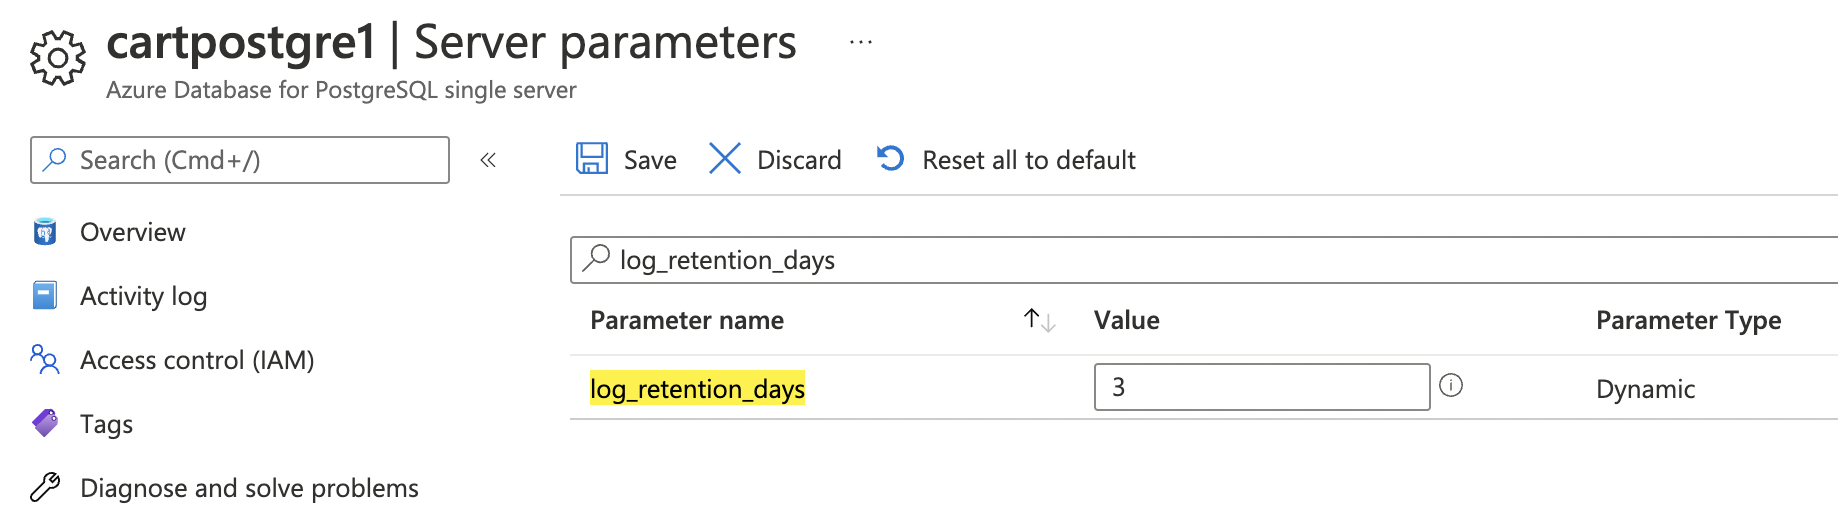 cartpostgre1 | Server parameters ...
Azure Database for PostgreSQL single server
Search (Cmd+/)
«
Overview
Activity log
Access control (IAM)
Tags
Diagnose and solve problems
Save Discard Reset all to default
log_retention_days
Parameter name ↑↓ Value Parameter Type
log_retention_days 3 Dynamic